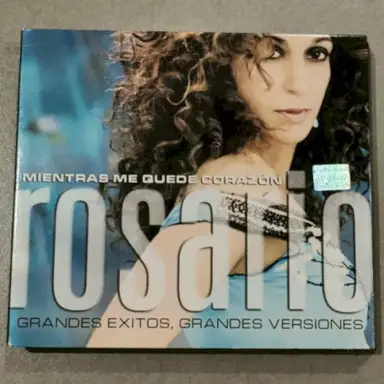 MIENTRAS ME QUEDE CORAZÓN
rosario
GRANDES EXITOS, GRANDES VERSIONES